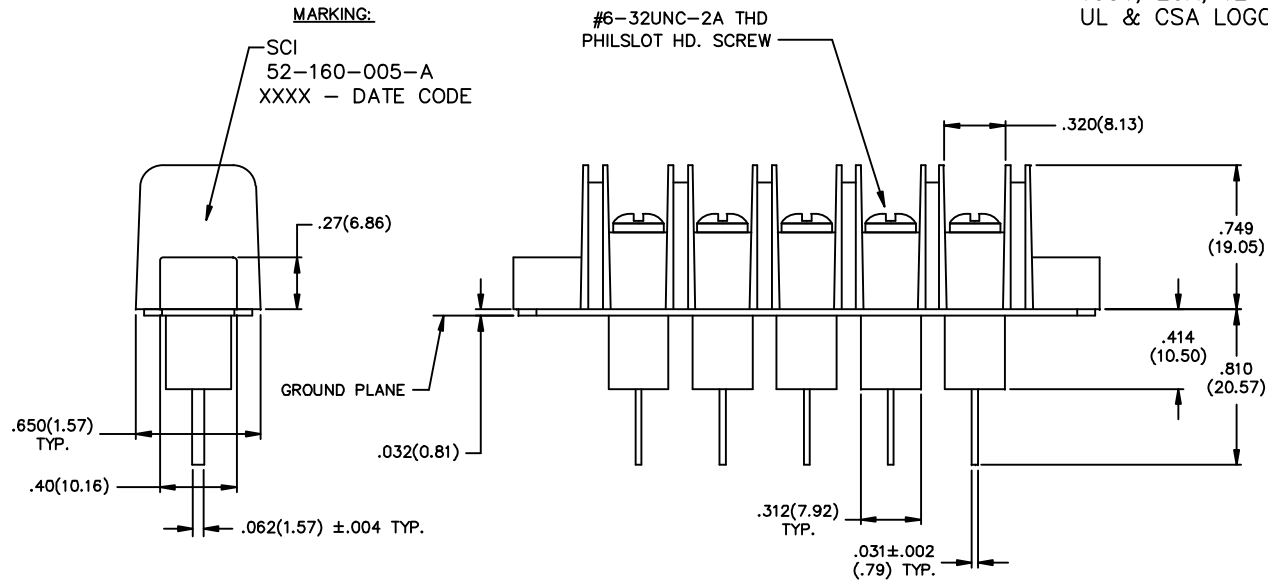 MARKING:
SCI
52-160-005-A
XXXX - DATE CODE
#6-32UNC-2A THD
PHILSLOT HD. SCREW
UL & CSA LOGO
.320(8.13)
.27(6.86)
.749
(19.05)
.414
(10.50)
.810
(20.57)
GROUND PLANE
.650(1.57)
TYP.
.032(0.81)
.40(10.16)
.062(1.57) ±.004 TYP.
.312(7.92)
TYP.
.031±.002
(.79) TYP.